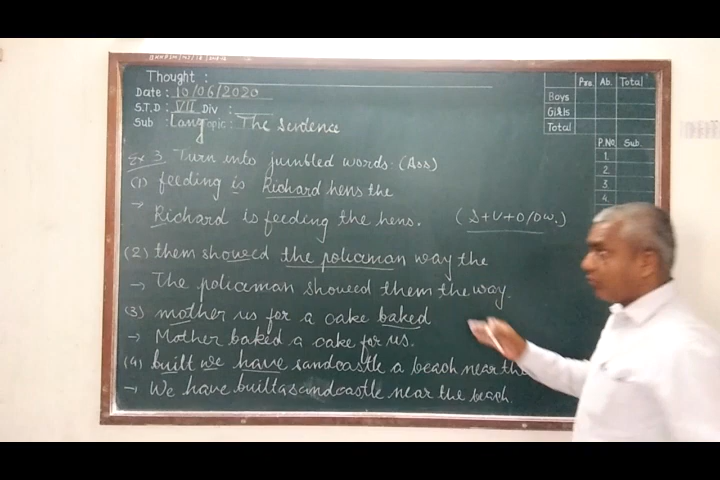 Thought :
Date : 10/06/2020
S.T.D : VII Div :
Sub : Lang Topic : The Sentence
Pre. Ab. Total
Boys
Girls
Total
P.No. Sub.
1.
2.
3.
4.
Ex 3. Turn into jumbled words. (Ass)
(1) feeding is Richard hens the
→ Richard is feeding the hens. (S+V+O/OW.)
(2) them showed the policaman way the
→ The policeman showed them the way.
(3) mother us for a cake baked
→ Mother baked a cake for us.
(4) built we have sandcastle a beach near the
→ We have built a sandcastle near the beach.